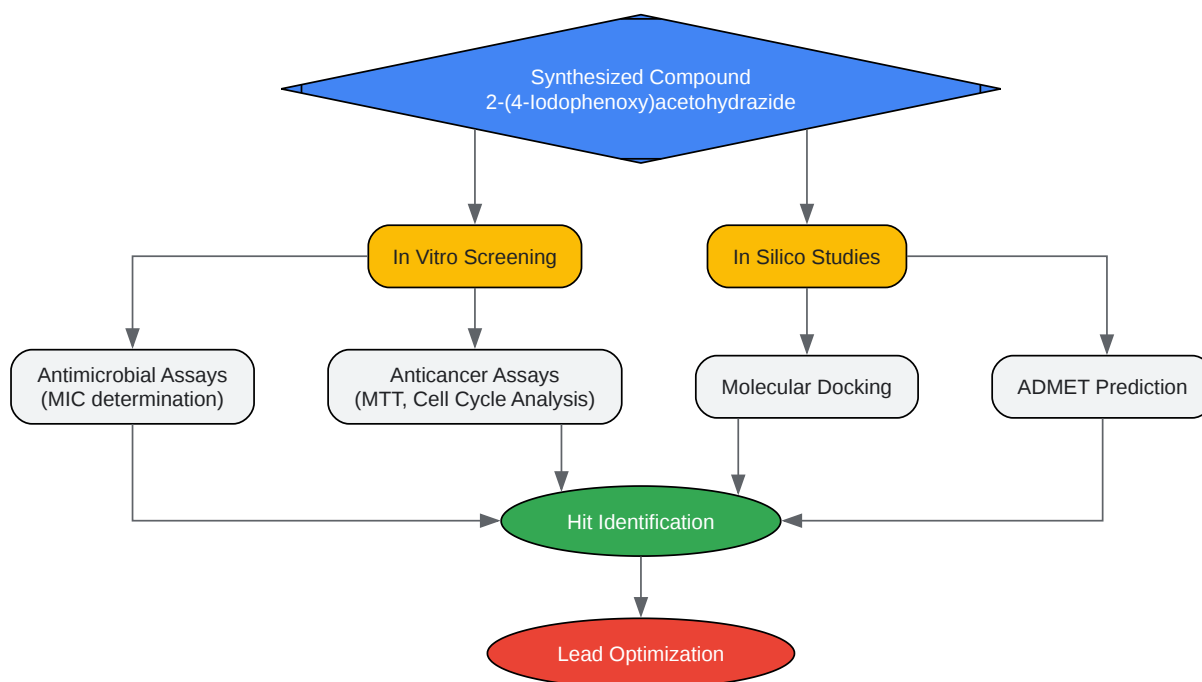 Synthesized Compound
2-(4-Iodophenoxy)acetohydrazide
In Vitro Screening
In Silico Studies
Antimicrobial Assays
(MIC determination)
Anticancer Assays
(MTT, Cell Cycle Analysis)
Molecular Docking
ADMET Prediction
Hit Identification
Lead Optimization